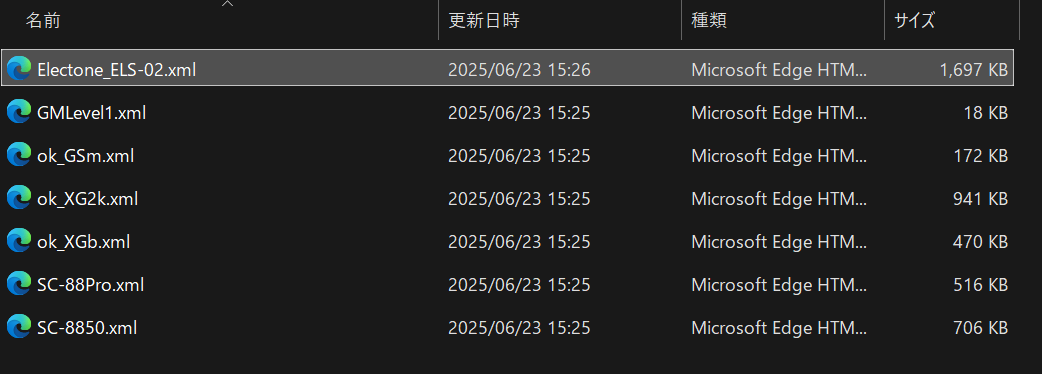 名前 更新日時 種類 サイズ
Electone_ELS-02.xml 2025/06/23 15:26 Microsoft Edge HTM... 1,697 KB
GMLevel1.xml 2025/06/23 15:25 Microsoft Edge HTM... 18 KB
ok_GSm.xml 2025/06/23 15:25 Microsoft Edge HTM... 172 KB
ok_XG2k.xml 2025/06/23 15:25 Microsoft Edge HTM... 941 KB
ok_XGb.xml 2025/06/23 15:25 Microsoft Edge HTM... 470 KB
SC-88Pro.xml 2025/06/23 15:25 Microsoft Edge HTM... 516 KB
SC-8850.xml 2025/06/23 15:25 Microsoft Edge HTM... 706 KB